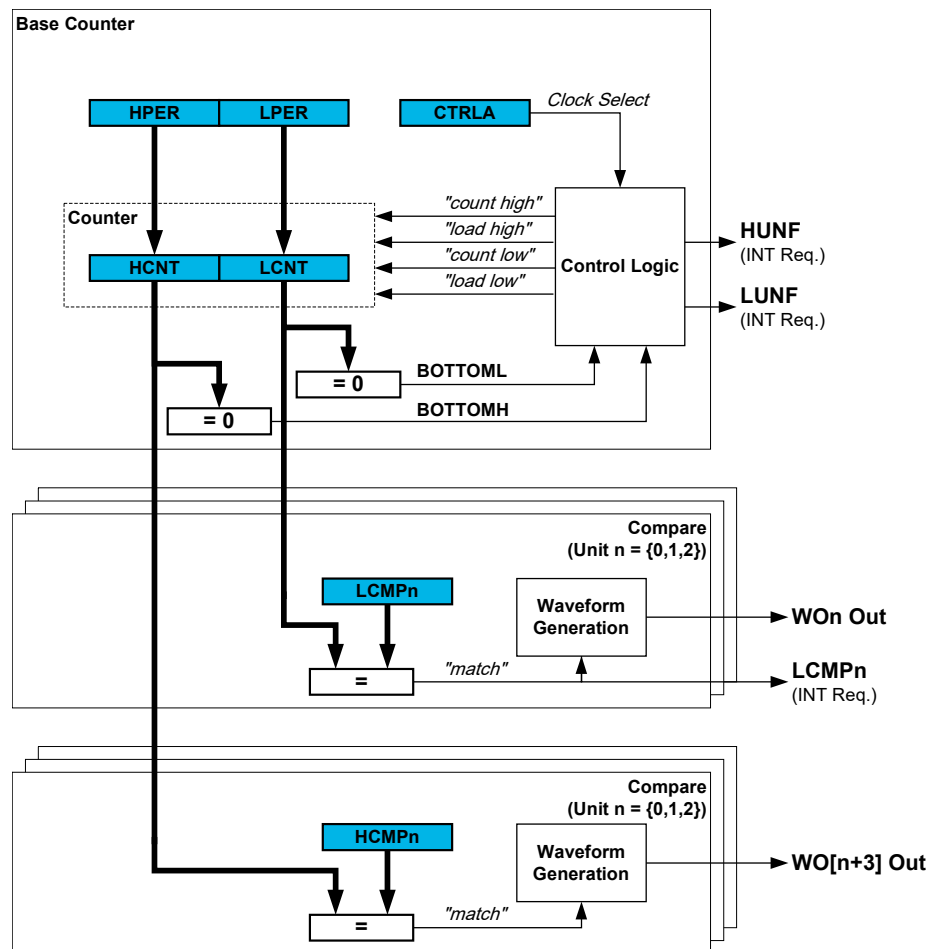 Base Counter
Clock Select
HPER LPER CTRLA
"count high"
Counter
"load high"
HUNF
(INT Req.)
"count low"
HCNT LCNT
Control Logic
"load low"
LUNF
(INT Req.)
BOTTOML
= 0
BOTTOMH
= 0
Compare
(Unit n = {0,1,2})
LCMPn
Waveform
Generation
WOn Out
"match"
=
LCMPn
(INT Req.)
Compare
(Unit n = {0,1,2})
HCMPn
Waveform
Generation
WO[n+3] Out
"match"
=